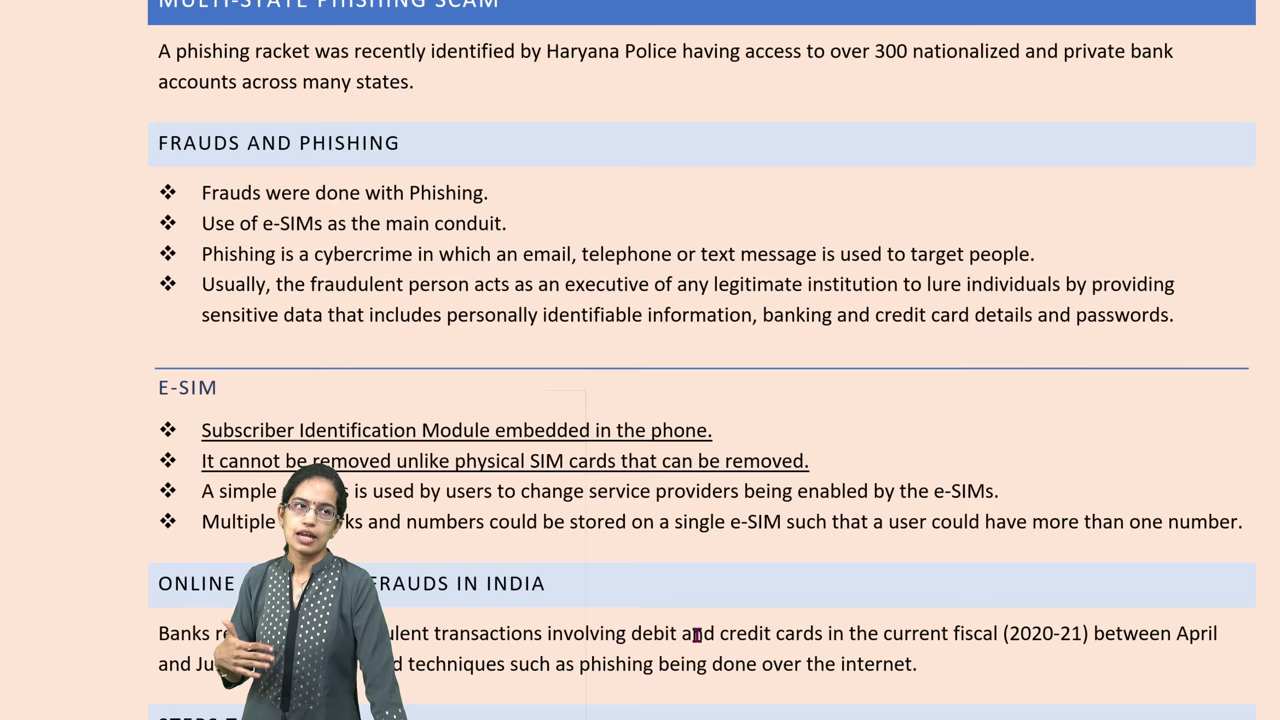 MULTI-STATE PHISHING SCAM
A phishing racket was recently identified by Haryana Police having access to over 300 nationalized and private bank
accounts across many states.
FRAUDS AND PHISHING
❖ Frauds were done with Phishing.
❖ Use of e-SIMs as the main conduit.
❖ Phishing is a cybercrime in which an email, telephone or text message is used to target people.
❖ Usually, the fraudulent person acts as an executive of any legitimate institution to lure individuals by providing
sensitive data that includes personally identifiable information, banking and credit card details and passwords.
E-SIM
❖ Subscriber Identification Module embedded in the phone.
❖ It cannot be removed unlike physical SIM cards that can be removed.
❖ A simple is used by users to change service providers being enabled by the e-SIMs.
❖ Multiple and numbers could be stored on a single e-SIM such that a user could have more than one number.
ONLINE FRAUDS IN INDIA
Banks transactions involving debit and credit cards in the current fiscal (2020-21) between April
and techniques such as phishing being done over the internet.